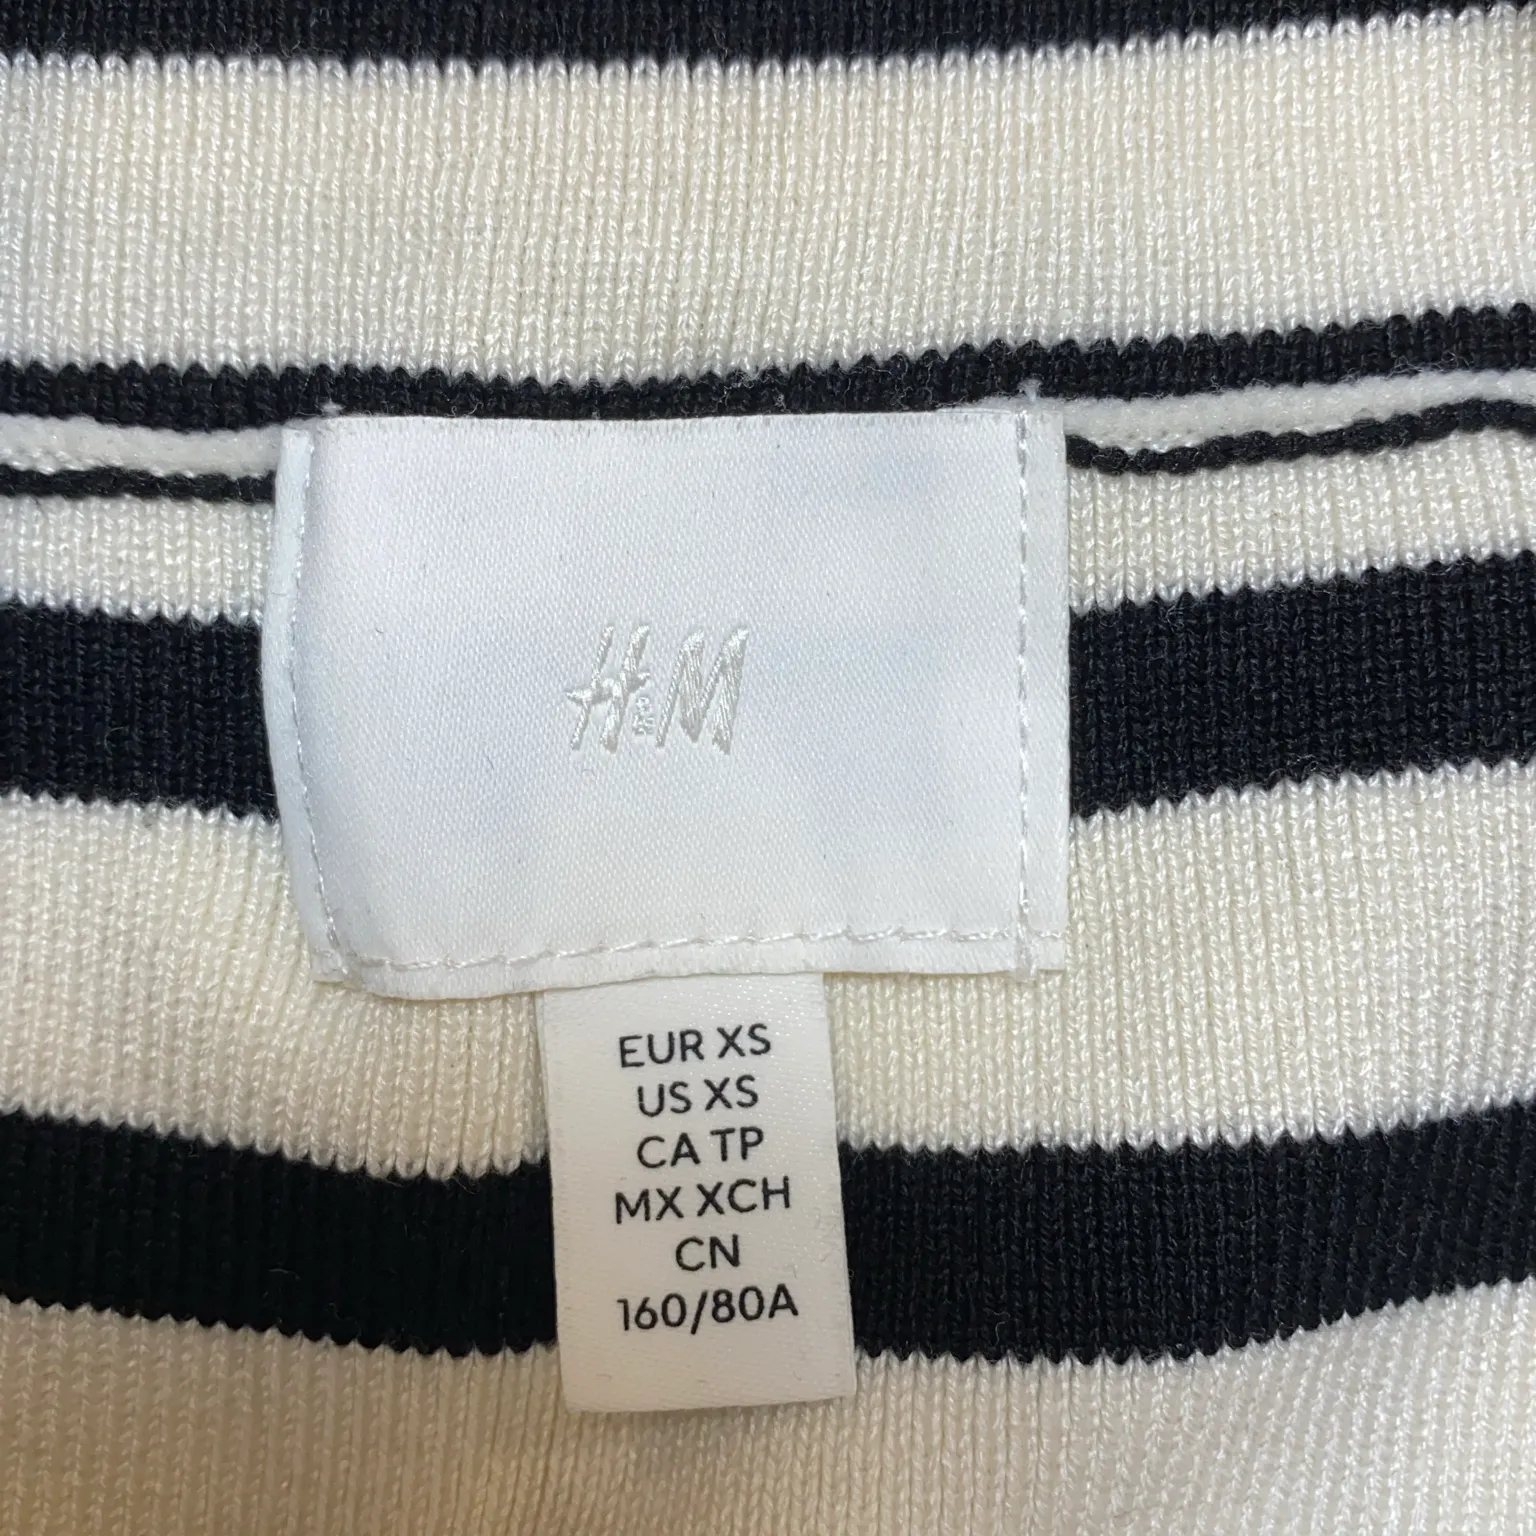 H&M
EUR XS
US XS
CA TP
MX XCH
CN
160/80A